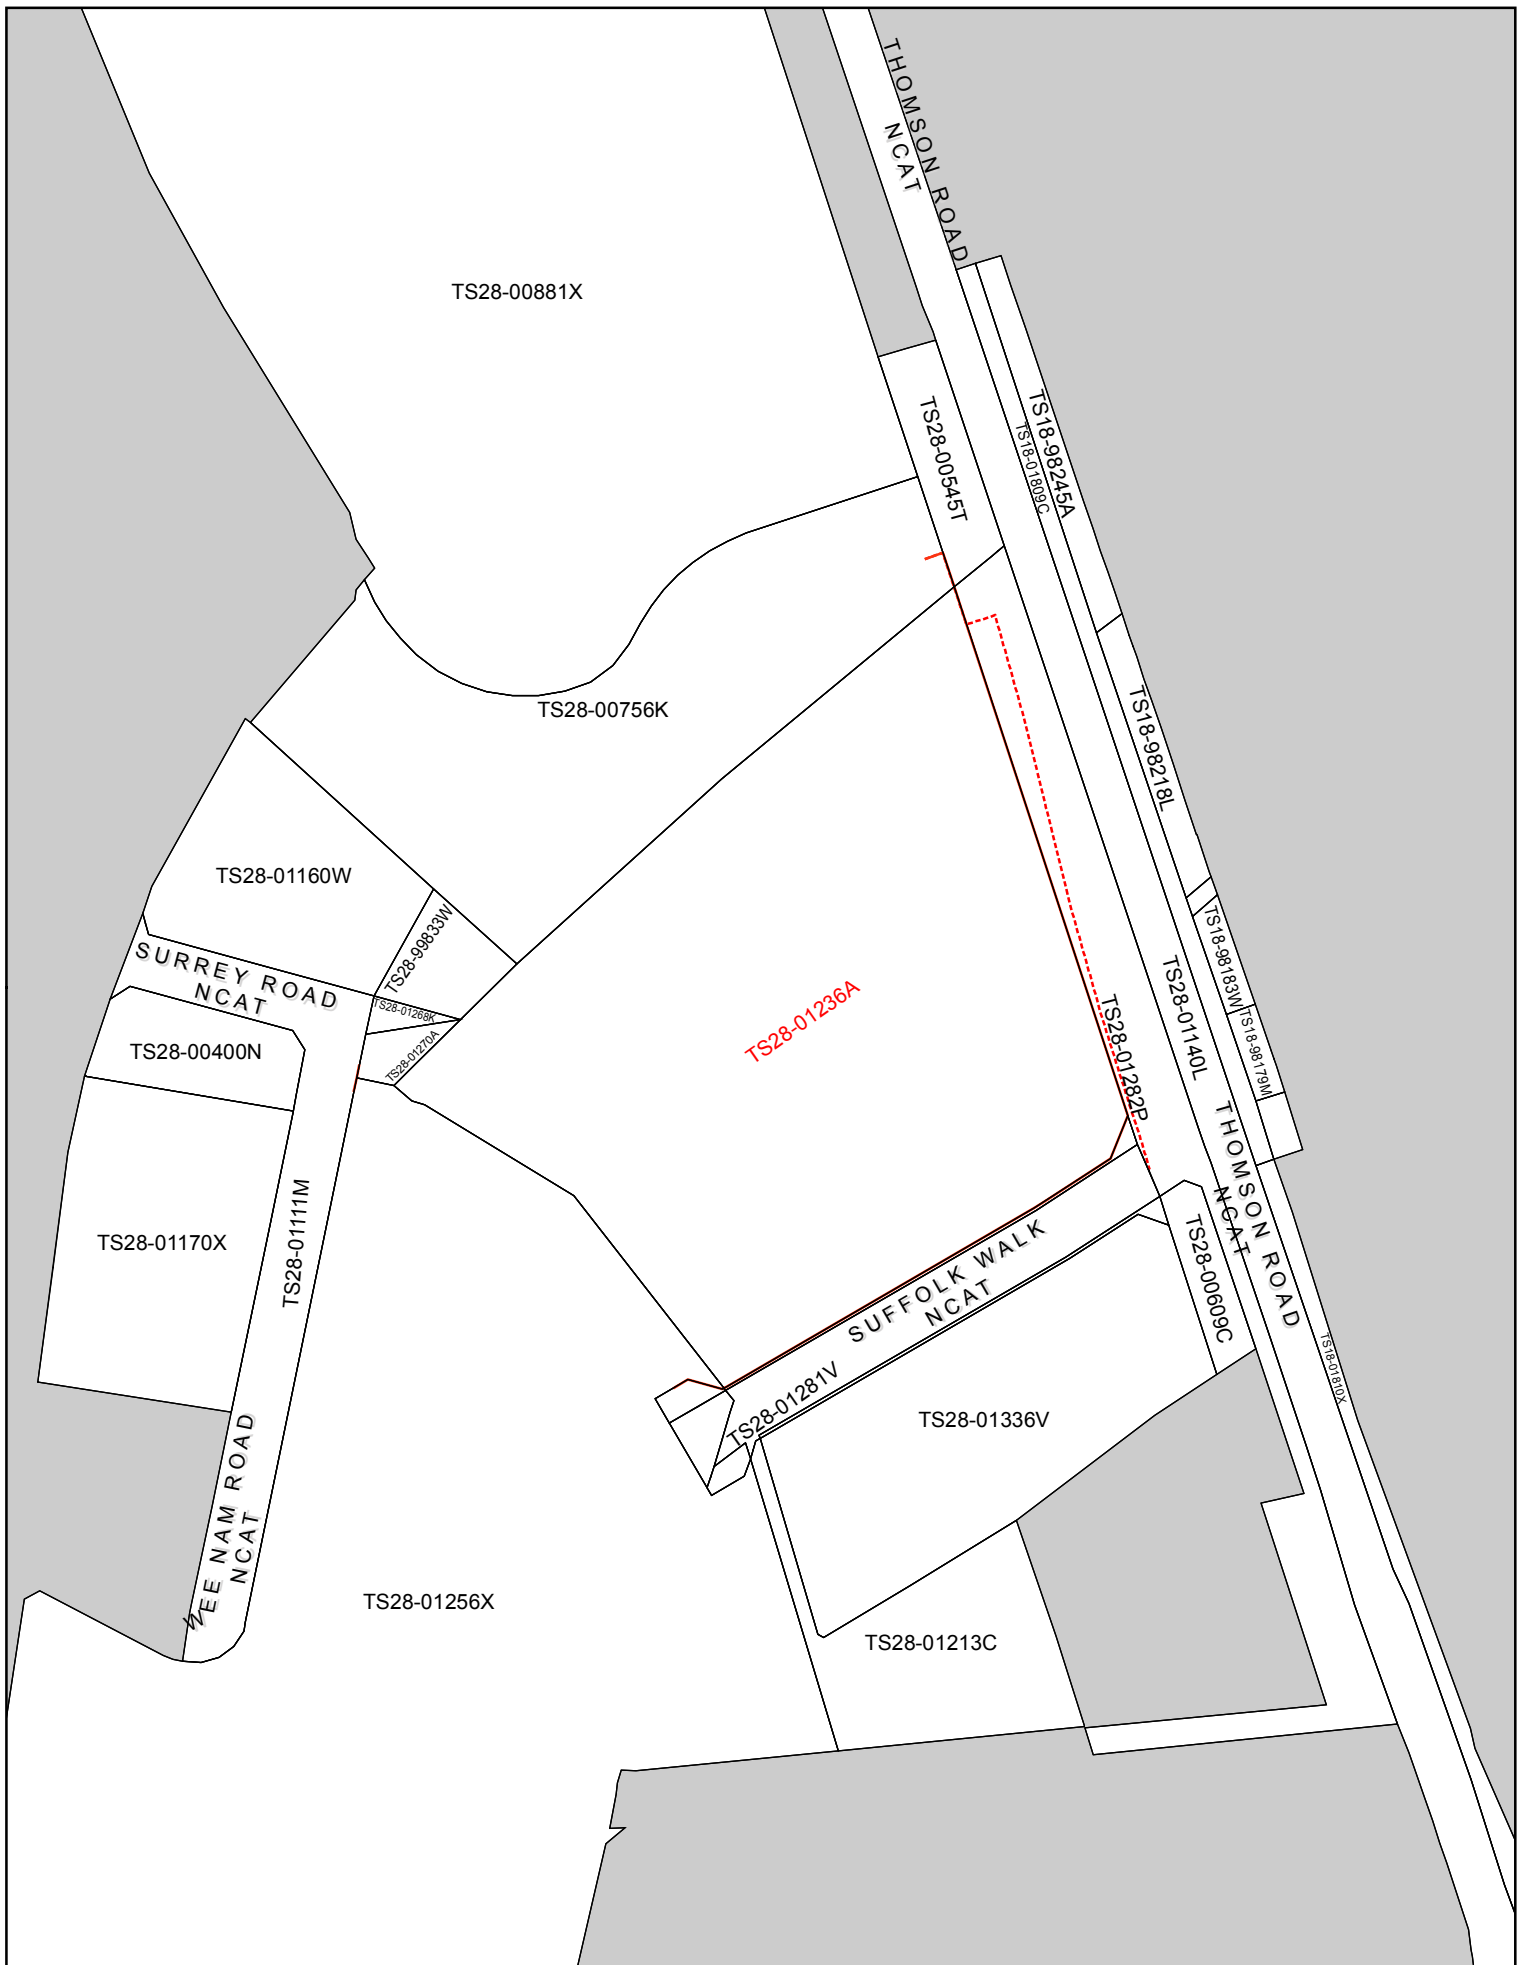 THOMSON ROAD
NCAT
TS28-00881X
TS28-00545T
TS18-98245A
TS18-01809C
TS28-00756K
TS18-98218L
TS28-01160W
TS28-99833W
SURREY ROAD
NCAT
TS28-01268K
TS28-01270A
TS28-00400N
TS28-01236A
TS28-01282P
TS28-01140L
TS18-98183W
TS18-98179M
THOMSON ROAD
NCAT
TS28-01170X
TS28-01111M
SUFFOLK WALK
NCAT
TS28-00609C
TS18-01810X
TS28-01281V
TS28-01336V
WEE NAM ROAD
NCAT
TS28-01256X
TS28-01213C